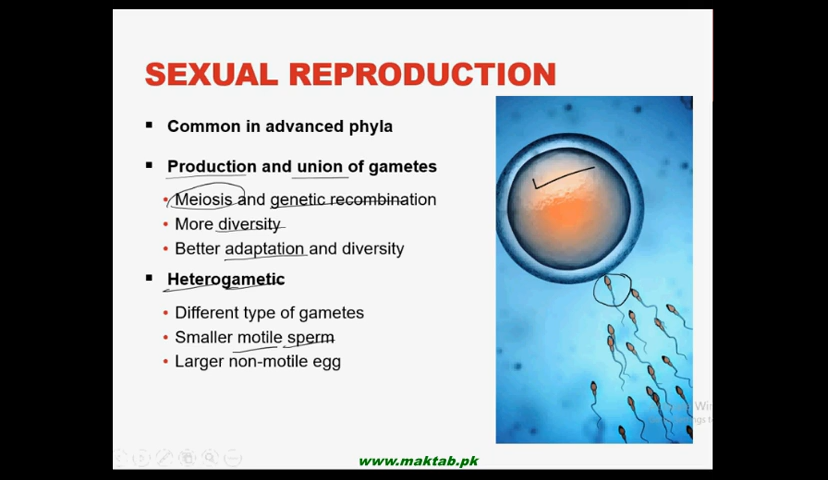 SEXUAL REPRODUCTION
Common in advanced phyla
Production and union of gametes
Meiosis and genetic recombination
More diversity
Better adaptation and diversity
Heterogametic
Different type of gametes
Smaller motile sperm
Larger non-motile egg
www.maktab.pk